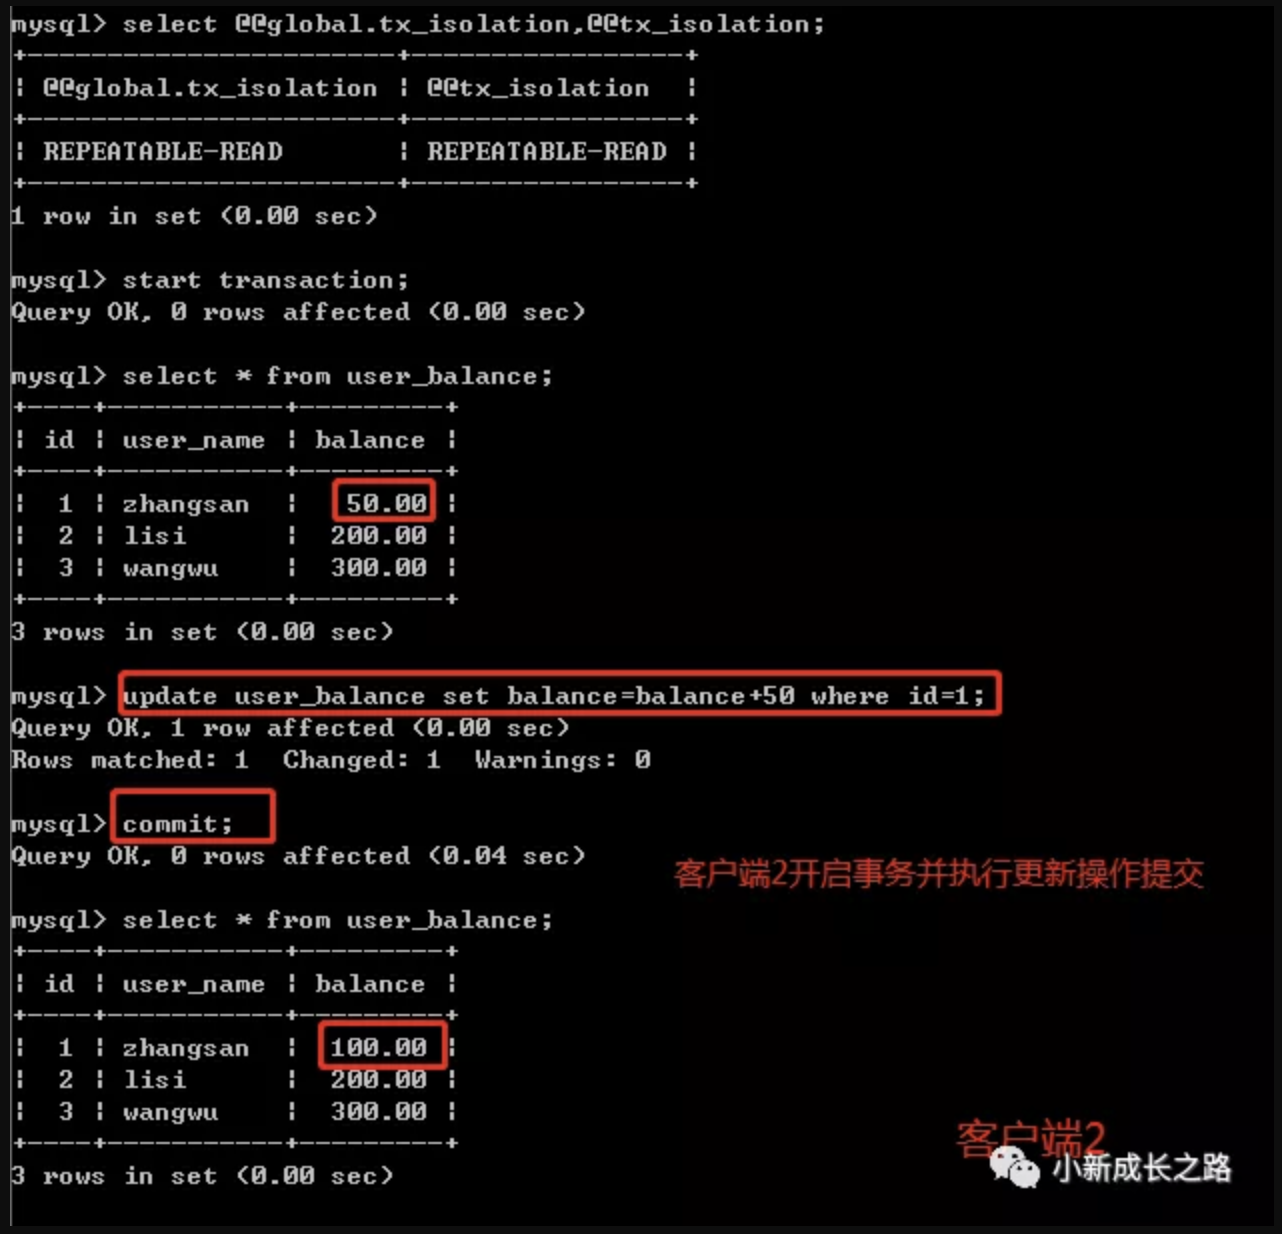 mysql> select @@global.tx_isolation,@@tx_isolation;
+-----------------------+-----------------+
| @@global.tx_isolation | @@tx_isolation  |
+-----------------------+-----------------+
| REPEATABLE-READ       | REPEATABLE-READ |
+-----------------------+-----------------+
1 row in set (0.00 sec)
mysql> start transaction;
Query OK, 0 rows affected (0.00 sec)
mysql> select * from user_balance;
+----+-----------+---------+
| id | user_name | balance |
+----+-----------+---------+
|  1 | zhangsan  |   50.00 |
|  2 | lisi      |  200.00 |
|  3 | wangwu    |  300.00 |
+----+-----------+---------+
3 rows in set (0.00 sec)
mysql> update user_balance set balance=balance+50 where id=1;
Query OK, 1 row affected (0.00 sec)
Rows matched: 1  Changed: 1  Warnings: 0
mysql> commit;
Query OK, 0 rows affected (0.04 sec)
客户端2开启事务并执行更新操作提交
mysql> select * from user_balance;
+----+-----------+---------+
| id | user_name | balance |
+----+-----------+---------+
|  1 | zhangsan  |  100.00 |
|  2 | lisi      |  200.00 |
|  3 | wangwu    |  300.00 |
+----+-----------+---------+
客户端2
小新成长之路
3 rows in set (0.00 sec)